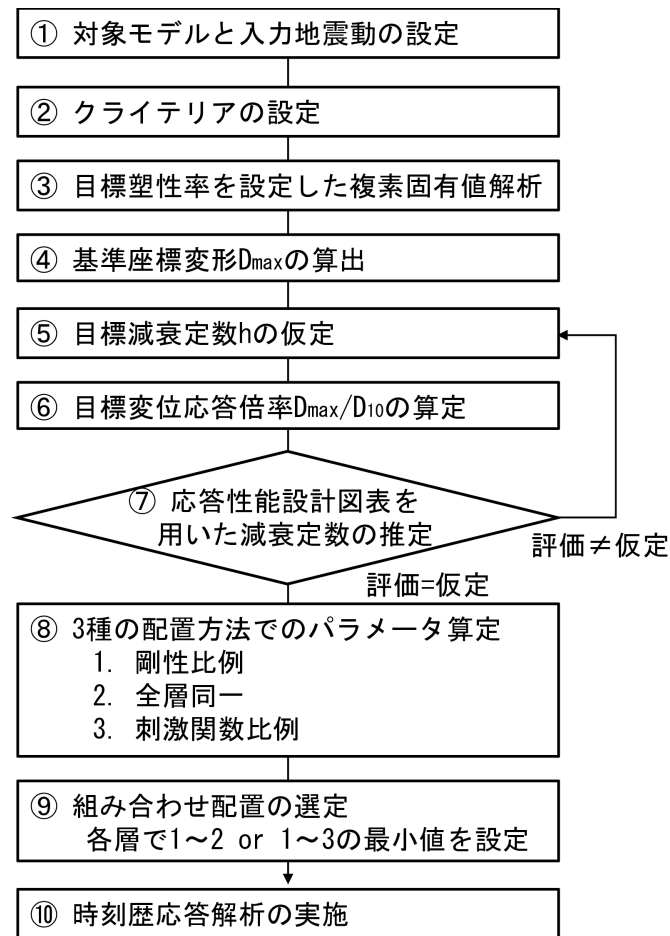 ① 対象モデルと入力地震動の設定
② クライテリアの設定
③ 目標塑性率を設定した複素固有値解析
④ 基準座標変形Dmaxの算出
⑤ 目標減衰定数hの仮定
⑥ 目標変位応答倍率Dmax/D10の算定
⑦ 応答性能設計図表を
用いた減衰定数の推定
評価≠仮定
評価=仮定
⑧ 3種の配置方法でのパラメータ算定
1. 剛性比例
2. 全層同一
3. 刺激関数比例
⑨ 組み合わせ配置の選定
各層で1~2 or 1~3の最小値を設定
⑩ 時刻歴応答解析の実施